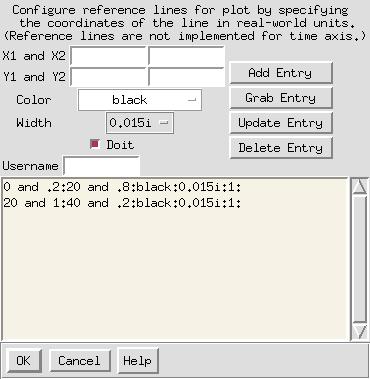 Configure reference lines for plot by specifying
the coordinates of the line in real-world units.
(Reference lines are not implemented for time axis.)
X1 and X2
Y1 and Y2
Add Entry
Color black
Grab Entry
Width 0.015i
Update Entry
Doit
Delete Entry
Username
0 and .2:20 and .8:black:0.015i:1:
20 and 1:40 and .2:black:0.015i:1:
OK Cancel Help